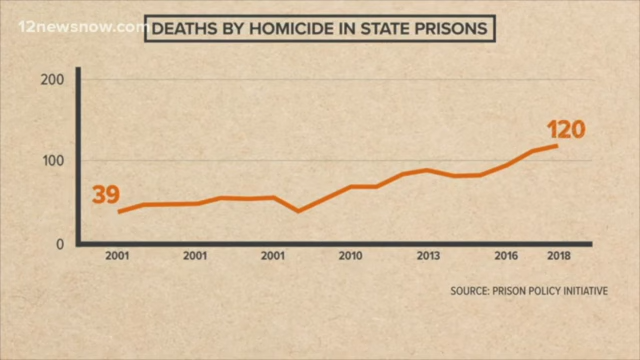 12newsnow.com
DEATHS BY HOMICIDE IN STATE PRISONS
200
100
0
39
120
2001 2001 2001 2010 2013 2016 2018
SOURCE: PRISON POLICY INITIATIVE